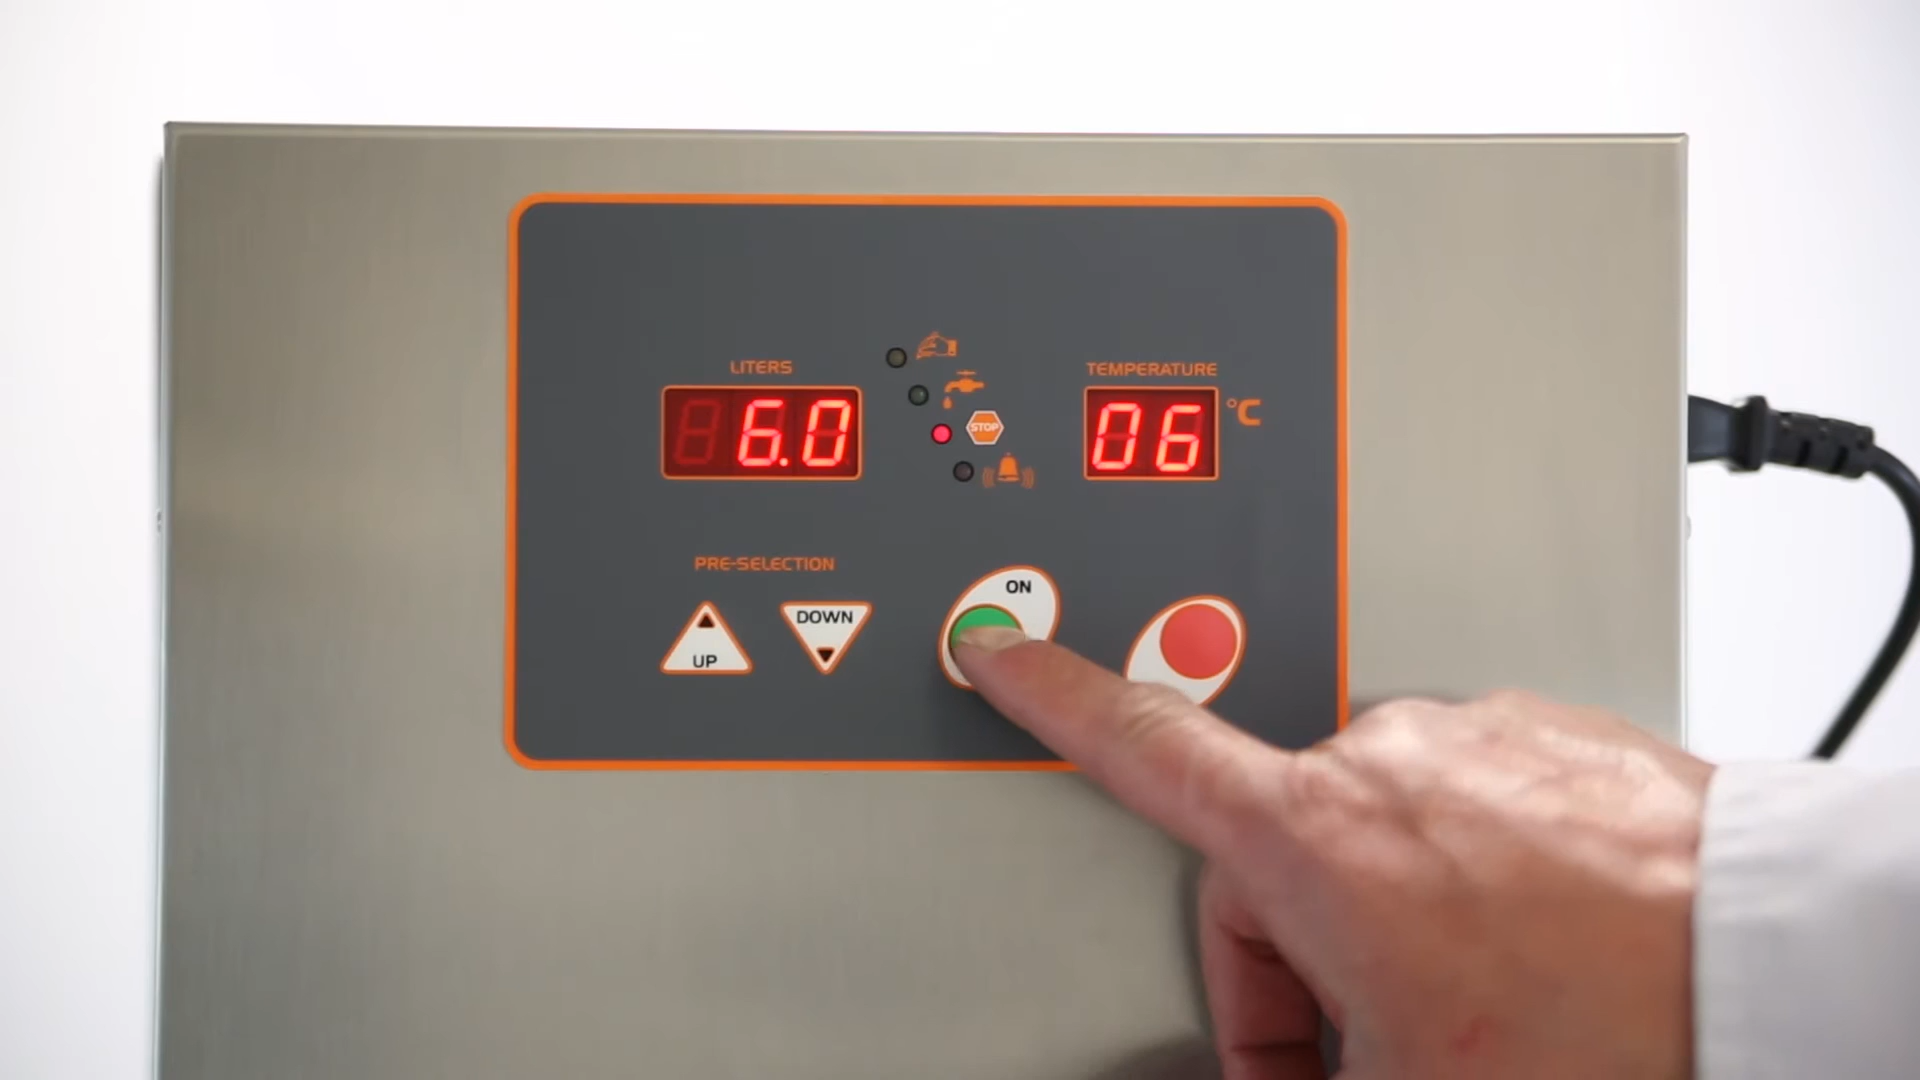 LITERS
6.0
STOP
TEMPERATURE
06 °C
PRE-SELECTION
UP
DOWN
ON